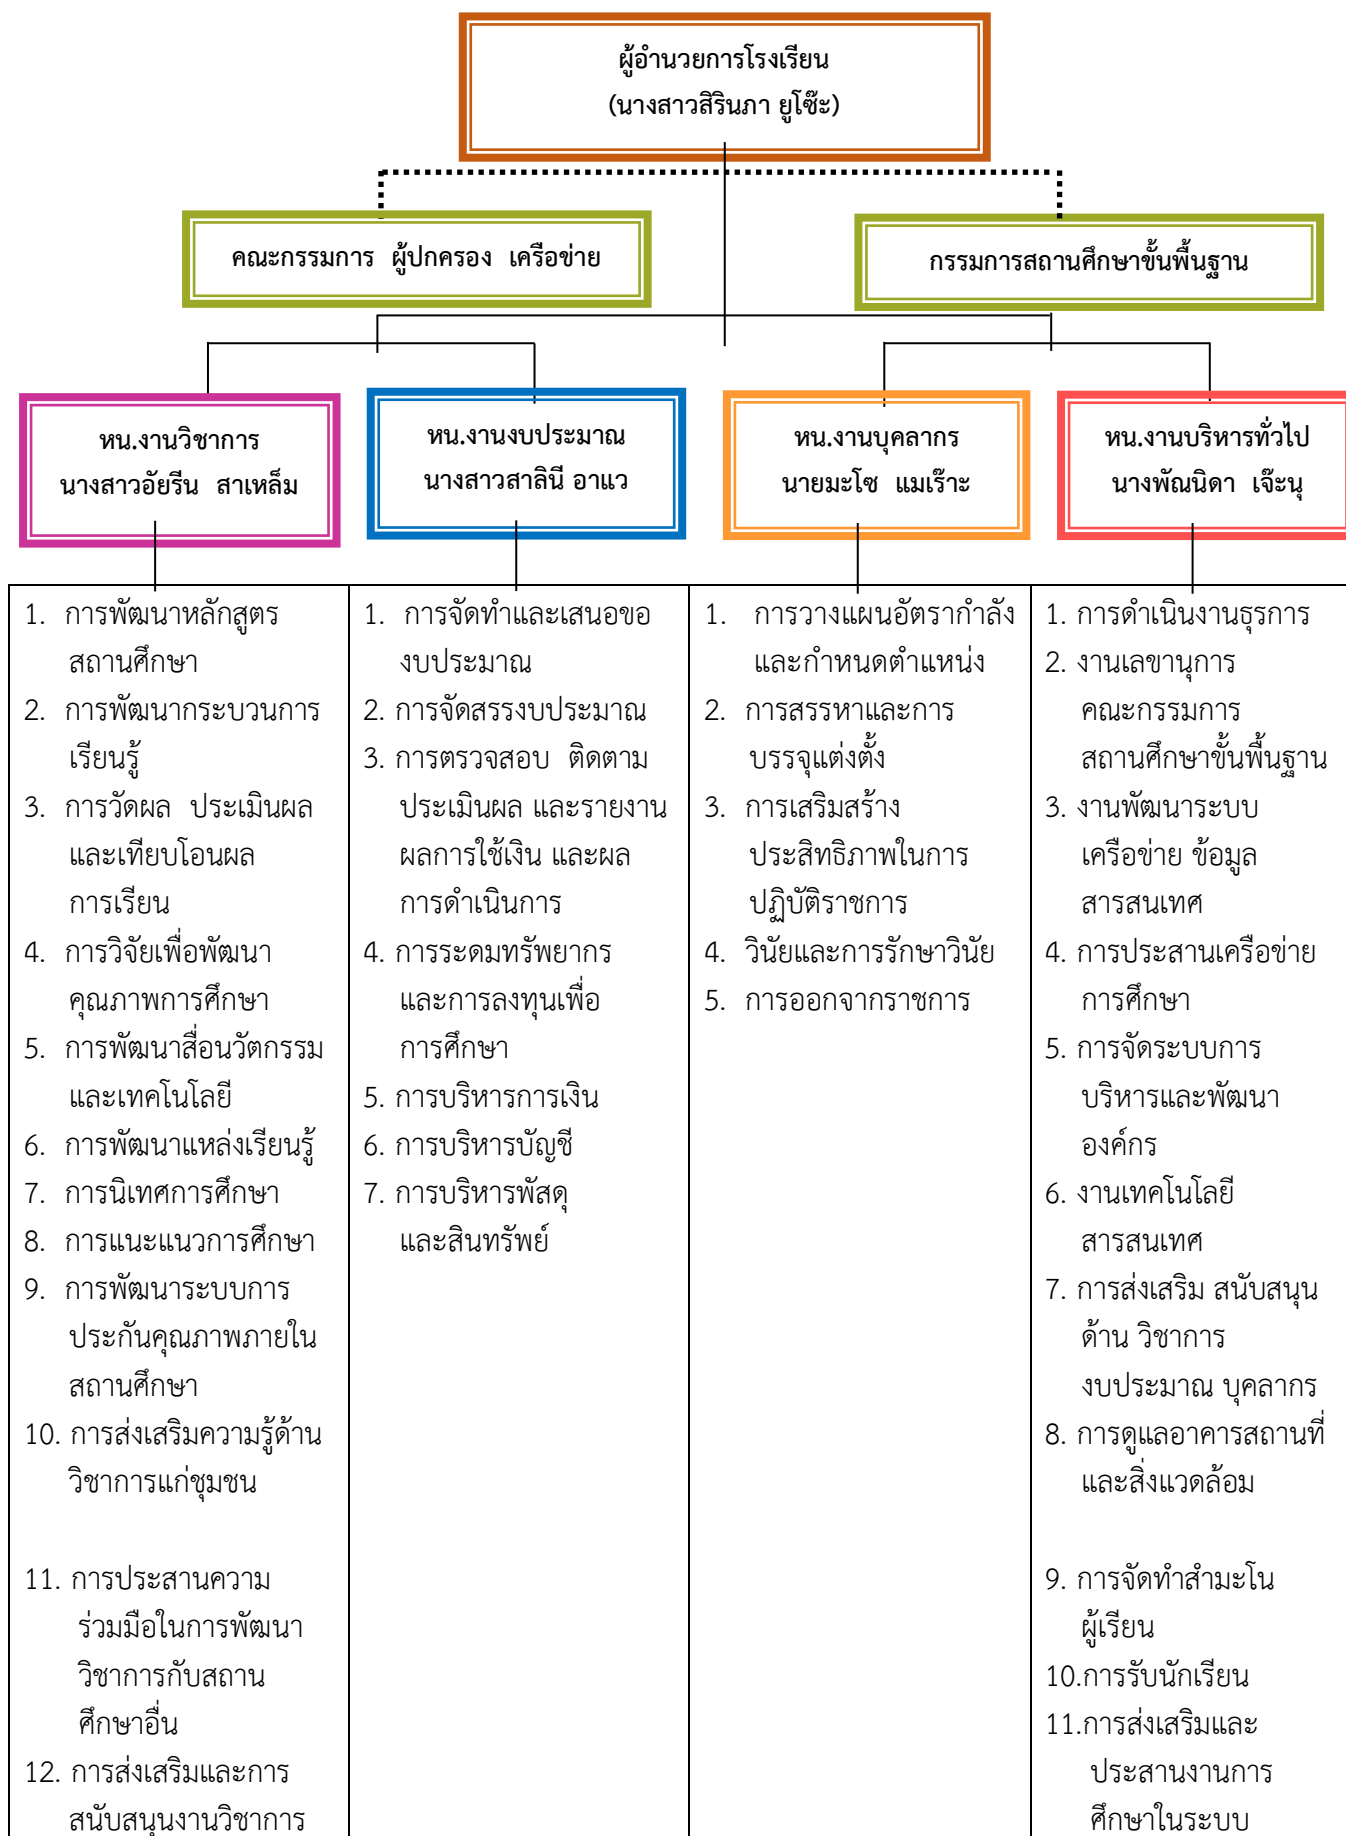 ผู้อำนวยการโรงเรียน
(นางสาวสิรินภา ยูโซ๊ะ)
คณะกรรมการ ผู้ปกครอง เครือข่าย
กรรมการสถานศึกษาขั้นพื้นฐาน
หน.งานวิชาการ
นางสาวอัยรีน สาเหล็ม
หน.งานงบประมาณ
นางสาวสาลินี อาแว
หน.งานบุคลากร
นายมะโซ แมเร๊าะ
หน.งานบริหารทั่วไป
นางพัณนิดา เจ๊ะนุ
1. การพัฒนาหลักสูตร
สถานศึกษา
2. การพัฒนากระบวนการ
เรียนรู้
3. การวัดผล ประเมินผล
และเทียบโอนผล
การเรียน
4. การวิจัยเพื่อพัฒนา
คุณภาพการศึกษา
5. การพัฒนาสื่อนวัตกรรม
และเทคโนโลยี
6. การพัฒนาแหล่งเรียนรู้
7. การนิเทศการศึกษา
8. การแนะแนวการศึกษา
9. การพัฒนาระบบการ
ประกันคุณภาพภายใน
สถานศึกษา
10. การส่งเสริมความรู้ด้าน
วิชาการแก่ชุมชน
11. การประสานความ
ร่วมมือในการพัฒนา
วิชาการกับสถาน
ศึกษาอื่น
12. การส่งเสริมและการ
สนับสนุนงานวิชาการ
1. การจัดทำและเสนอขอ
งบประมาณ
2. การจัดสรรงบประมาณ
3. การตรวจสอบ ติดตาม
ประเมินผล และรายงาน
ผลการใช้เงิน และผล
การดำเนินการ
4. การระดมทรัพยากร
และการลงทุนเพื่อ
การศึกษา
5. การบริหารการเงิน
6. การบริหารบัญชี
7. การบริหารพัสดุ
และสินทรัพย์
1. การวางแผนอัตรากำลัง
และกำหนดตำแหน่ง
2. การสรรหาและการ
บรรจุแต่งตั้ง
3. การเสริมสร้าง
ประสิทธิภาพในการ
ปฏิบัติราชการ
4. วินัยและการรักษาวินัย
5. การออกจากราชการ
1. การดำเนินงานธุรการ
2. งานเลขานุการ
คณะกรรมการ
สถานศึกษาขั้นพื้นฐาน
3. งานพัฒนาระบบ
เครือข่าย ข้อมูล
สารสนเทศ
4. การประสานเครือข่าย
การศึกษา
5. การจัดระบบการ
บริหารและพัฒนา
องค์กร
6. งานเทคโนโลยี
สารสนเทศ
7. การส่งเสริม สนับสนุน
ด้าน วิชาการ
งบประมาณ บุคลากร
8. การดูแลอาคารสถานที่
และสิ่งแวดล้อม
9. การจัดทำสำมะโน
ผู้เรียน
10.การรับนักเรียน
11.การส่งเสริมและ
ประสานงานการ
ศึกษาในระบบ